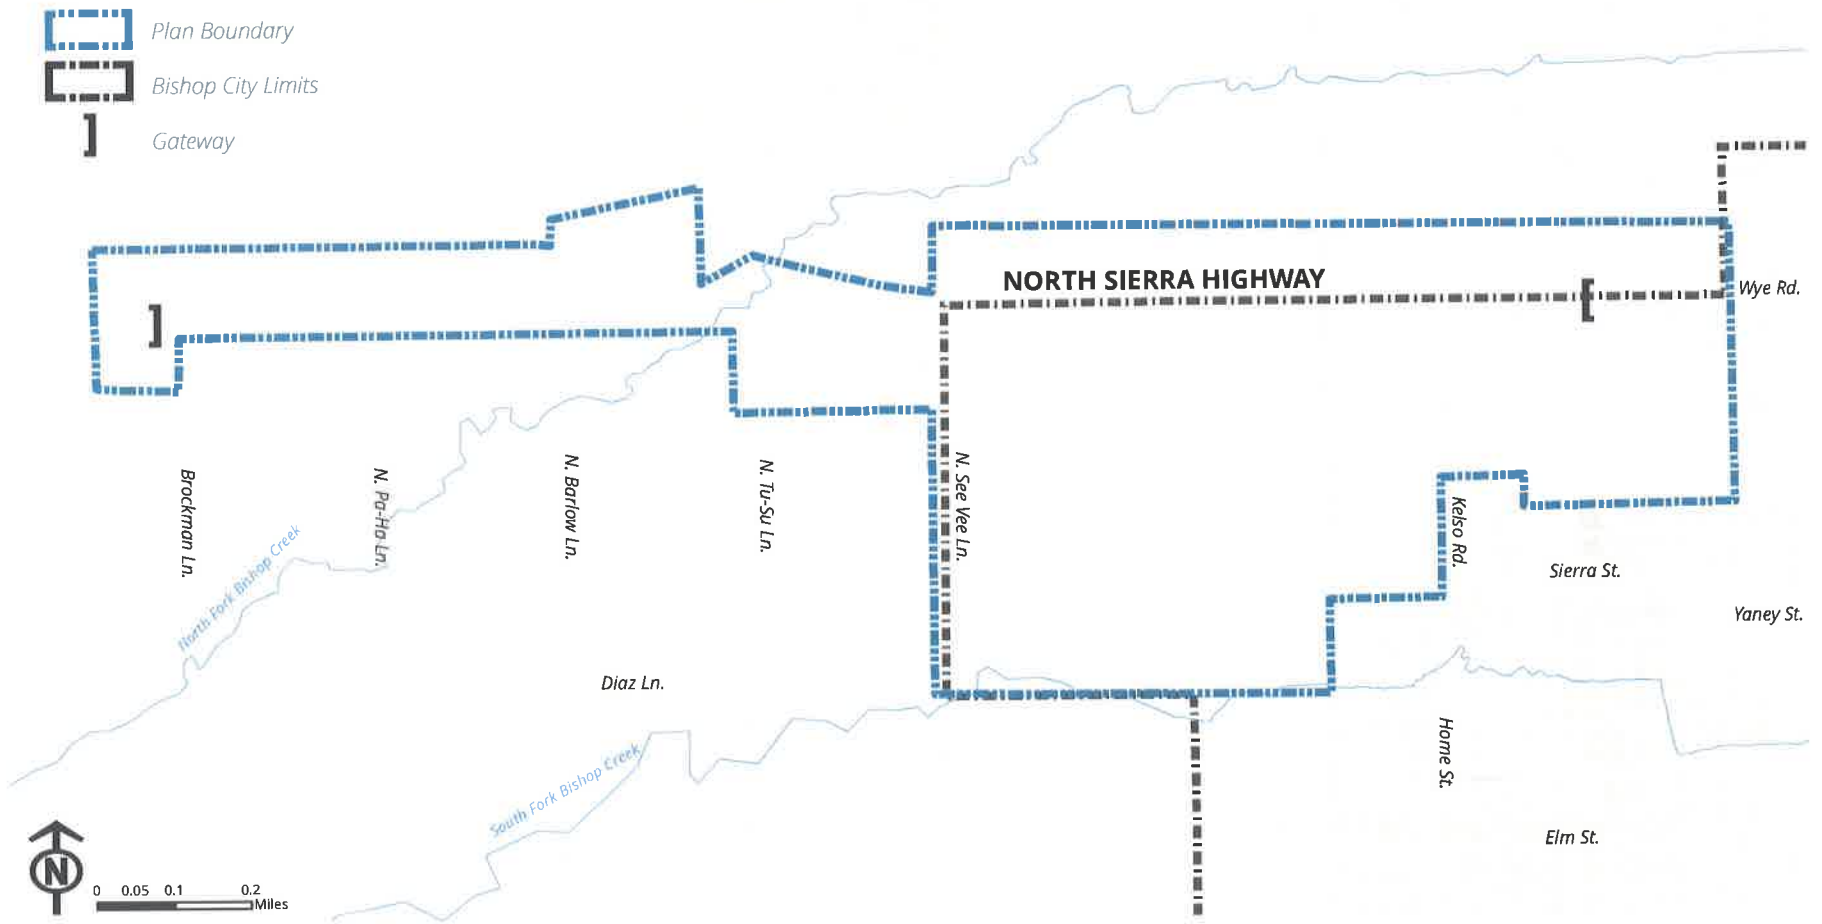 Plan Boundary
Bishop City Limits
Gateway
NORTH SIERRA HIGHWAY
Wye Rd.
Brockman Ln.
N. Pa-Ha Ln.
N. Barlow Ln.
N. Tu-Su Ln.
N. See Vee Ln.
Kelso Rd.
North Fork Bishop Creek
Sierra St.
Yaney St.
Diaz Ln.
South Fork Bishop Creek
Home St.
Elm St.
N
0 0.05 0.1 0.2
Miles